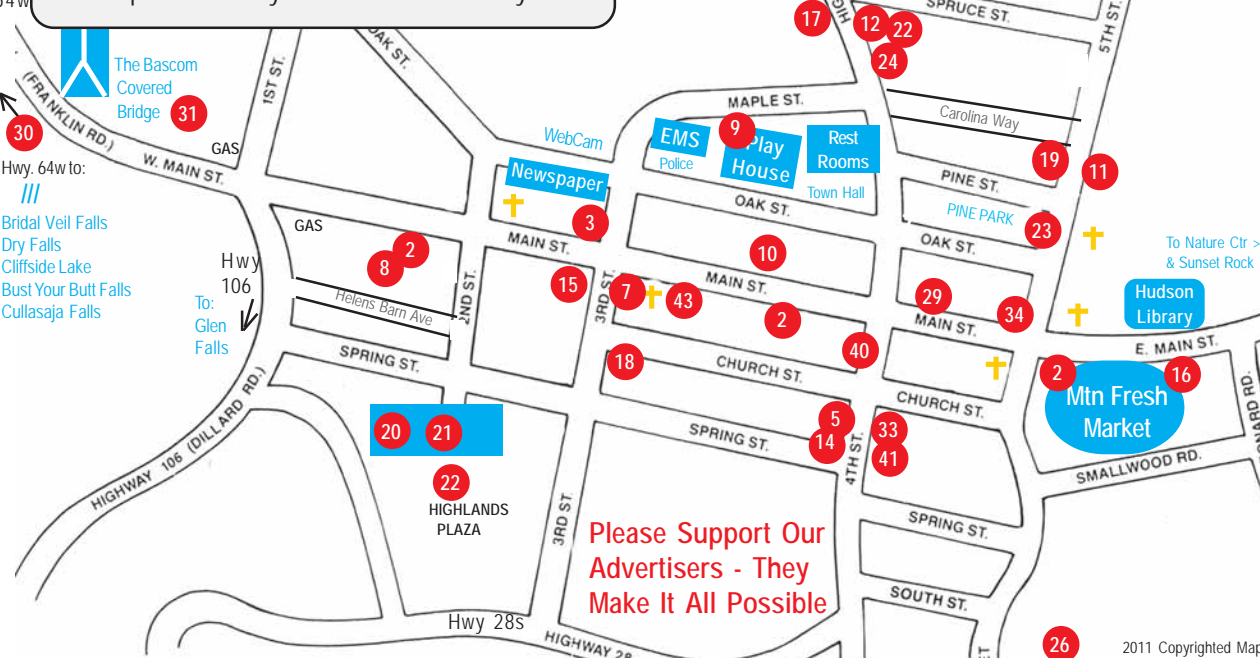 SPRUCE ST.
5TH ST.
17
12
22
24
OAK ST.
1ST ST.
The Bascom
Covered
Bridge
31
(FRANKLIN RD.)
30
GAS
W. MAIN ST.
Hwy. 64w to:
///
Bridal Veil Falls
Dry Falls
Cliffside Lake
Bust Your Butt Falls
Cullasaja Falls
MAPLE ST.
WebCam
EMS
Police
9
Play
House
Rest
Rooms
Town Hall
Carolina Way
19
11
PINE ST.
PINE PARK
23
Newspaper
3
OAK ST.
OAK ST.
To Nature Ctr >
& Sunset Rock
GAS
2
8
Hwy
106
To:
Glen
Falls
Helens Barn Ave
2ND ST.
MAIN ST.
15
3RD ST.
7
43
10
MAIN ST.
2
29
MAIN ST.
34
Hudson
Library
E. MAIN ST.
SPRING ST.
18
CHURCH ST.
40
CHURCH ST.
2
16
Mtn Fresh
Market
SMALLWOOD RD.
HIGHWAY 106 (DILLARD RD.)
20
21
22
HIGHLANDS
PLAZA
SPRING ST.
5
14
4TH ST.
33
41
SPRING ST.
3RD ST.
Please Support Our
Advertisers - They
Make It All Possible
SOUTH ST.
Hwy 28s
HIGHWAY 28
26
2011 Copyrighted Map